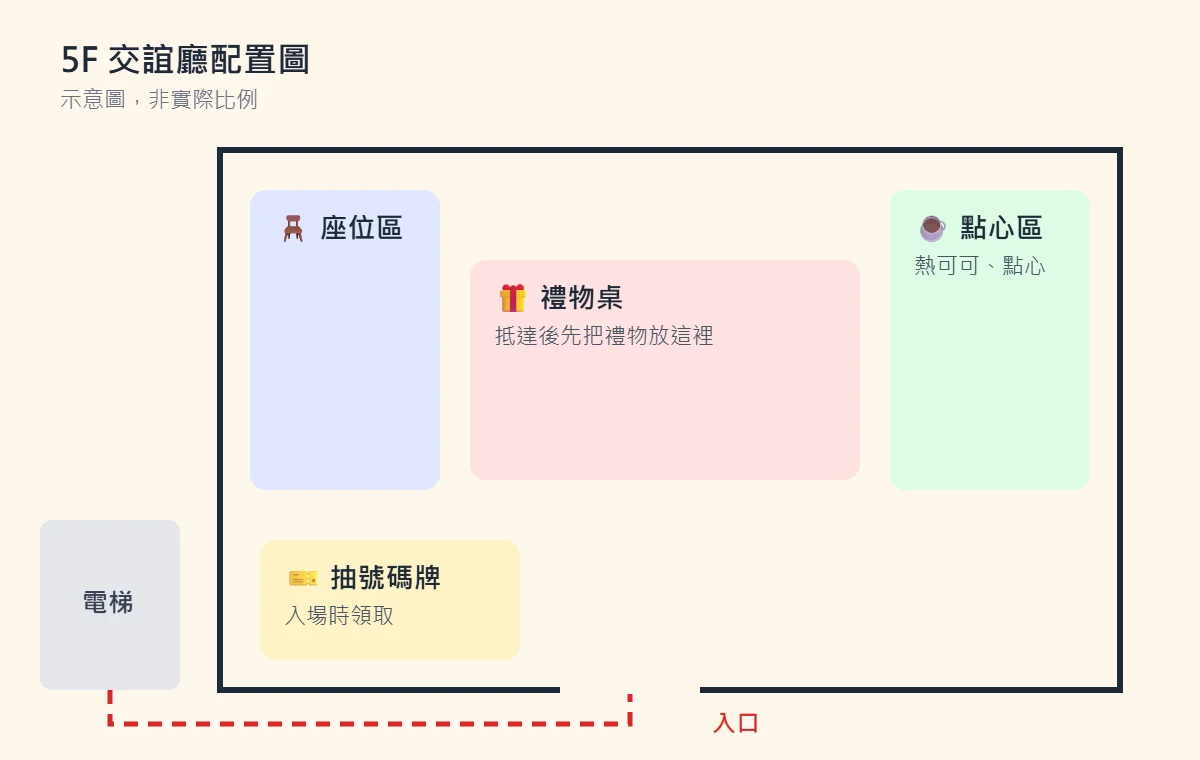 5F 交誼廳配置圖
示意圖，非實際比例
座位區
點心區
熱可可、點心
禮物桌
抵達後先把禮物放這裡
抽號碼牌
入場時領取
電梯
入口